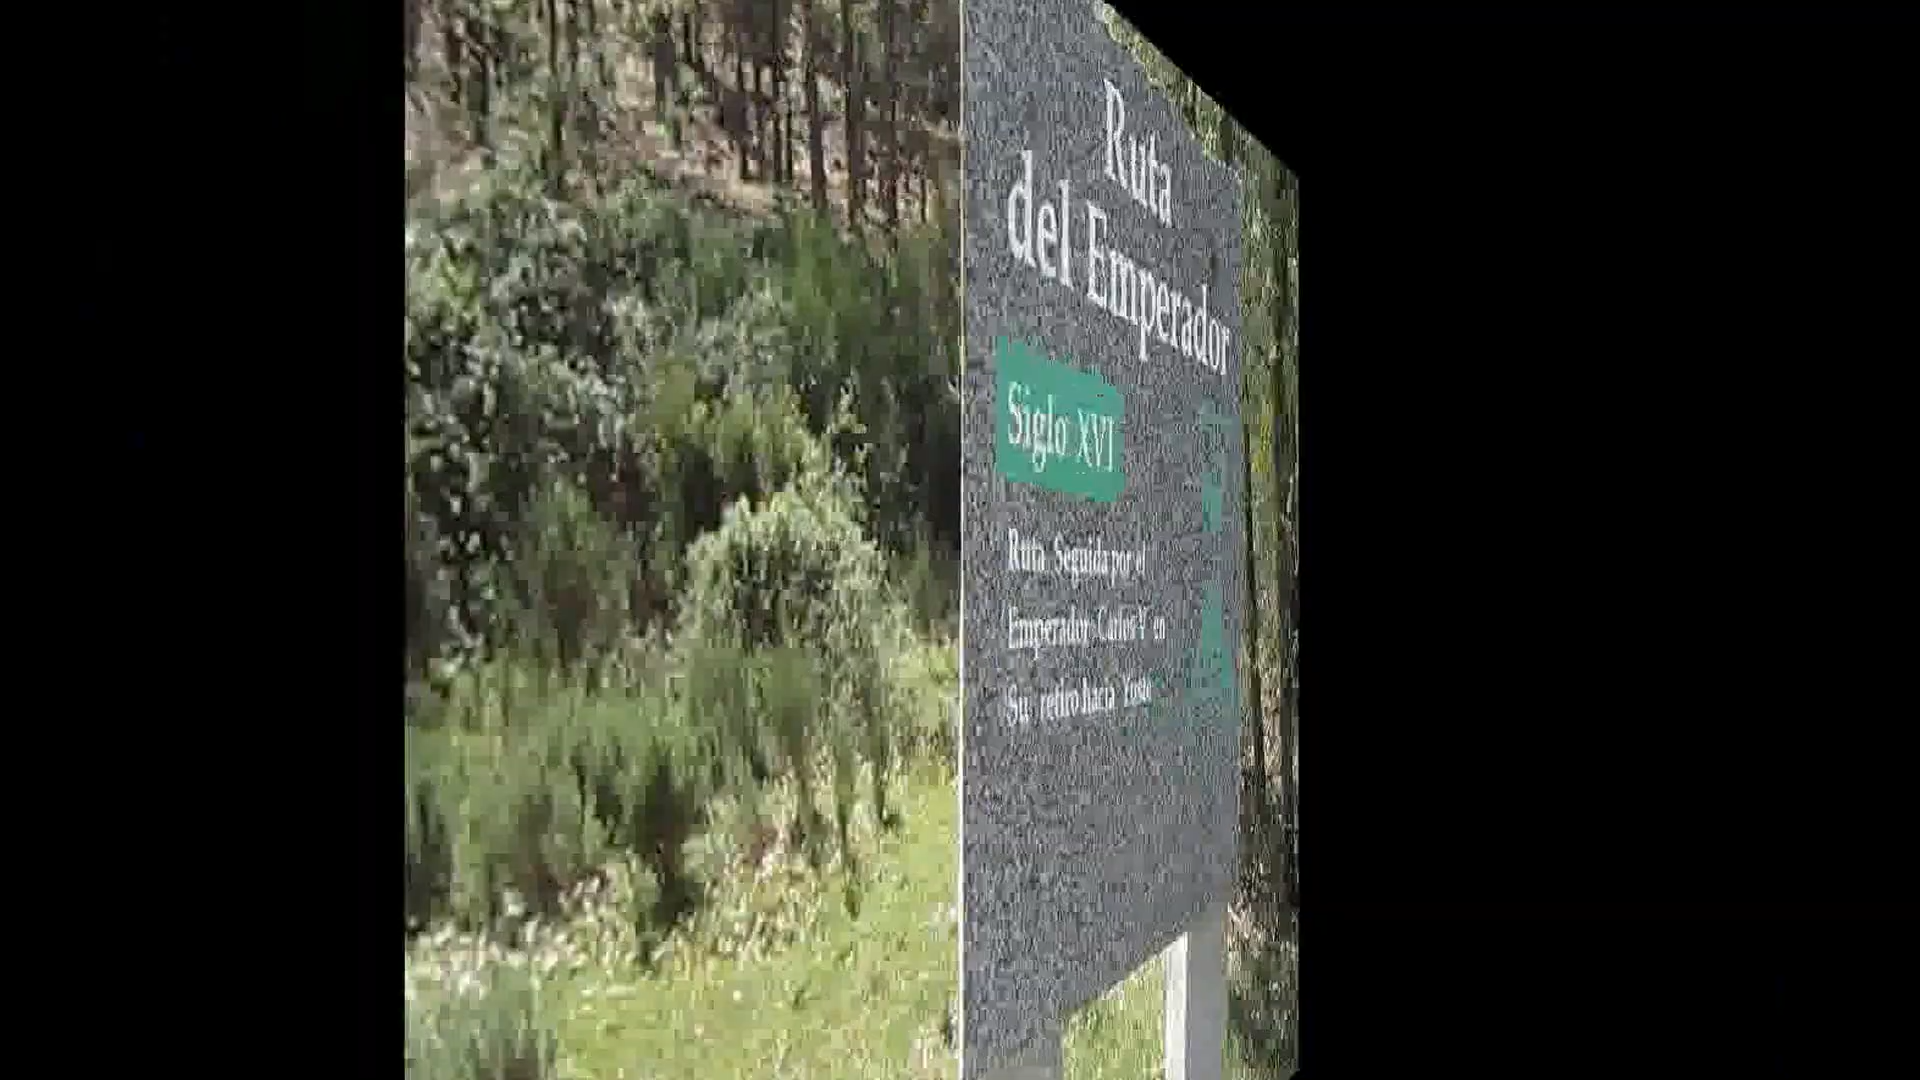 Ruta
del Emperador
Siglo XVI
Ruta Seguida por el
Emperador Carlos V en
Su retiro hacia Yuste